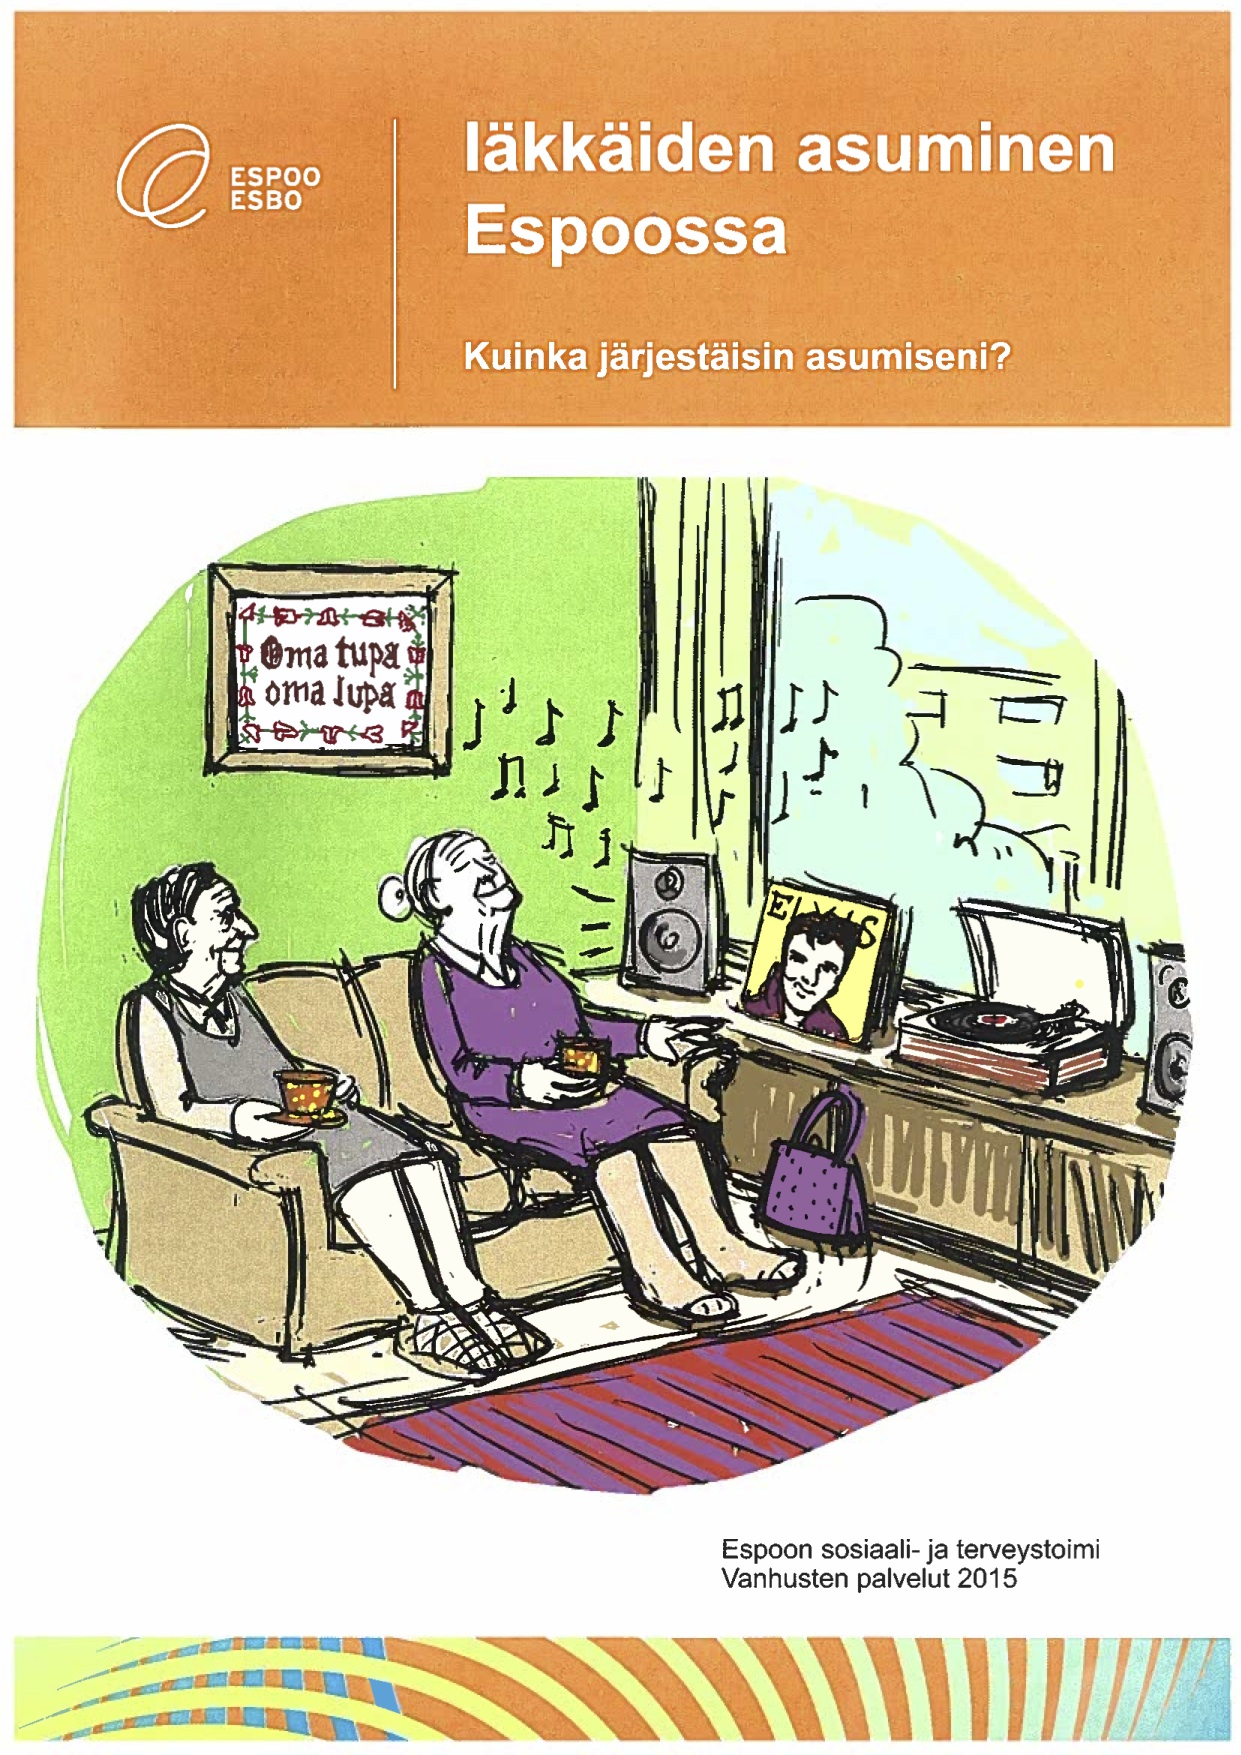 ESPOO
ESBO
Iäkkäiden asuminen
Espoossa
Kuinka järjestäisin asumiseni?
Oma tupa
oma lupa
ELVIS
Espoon sosiaali- ja terveystoimi
Vanhusten palvelut 2015